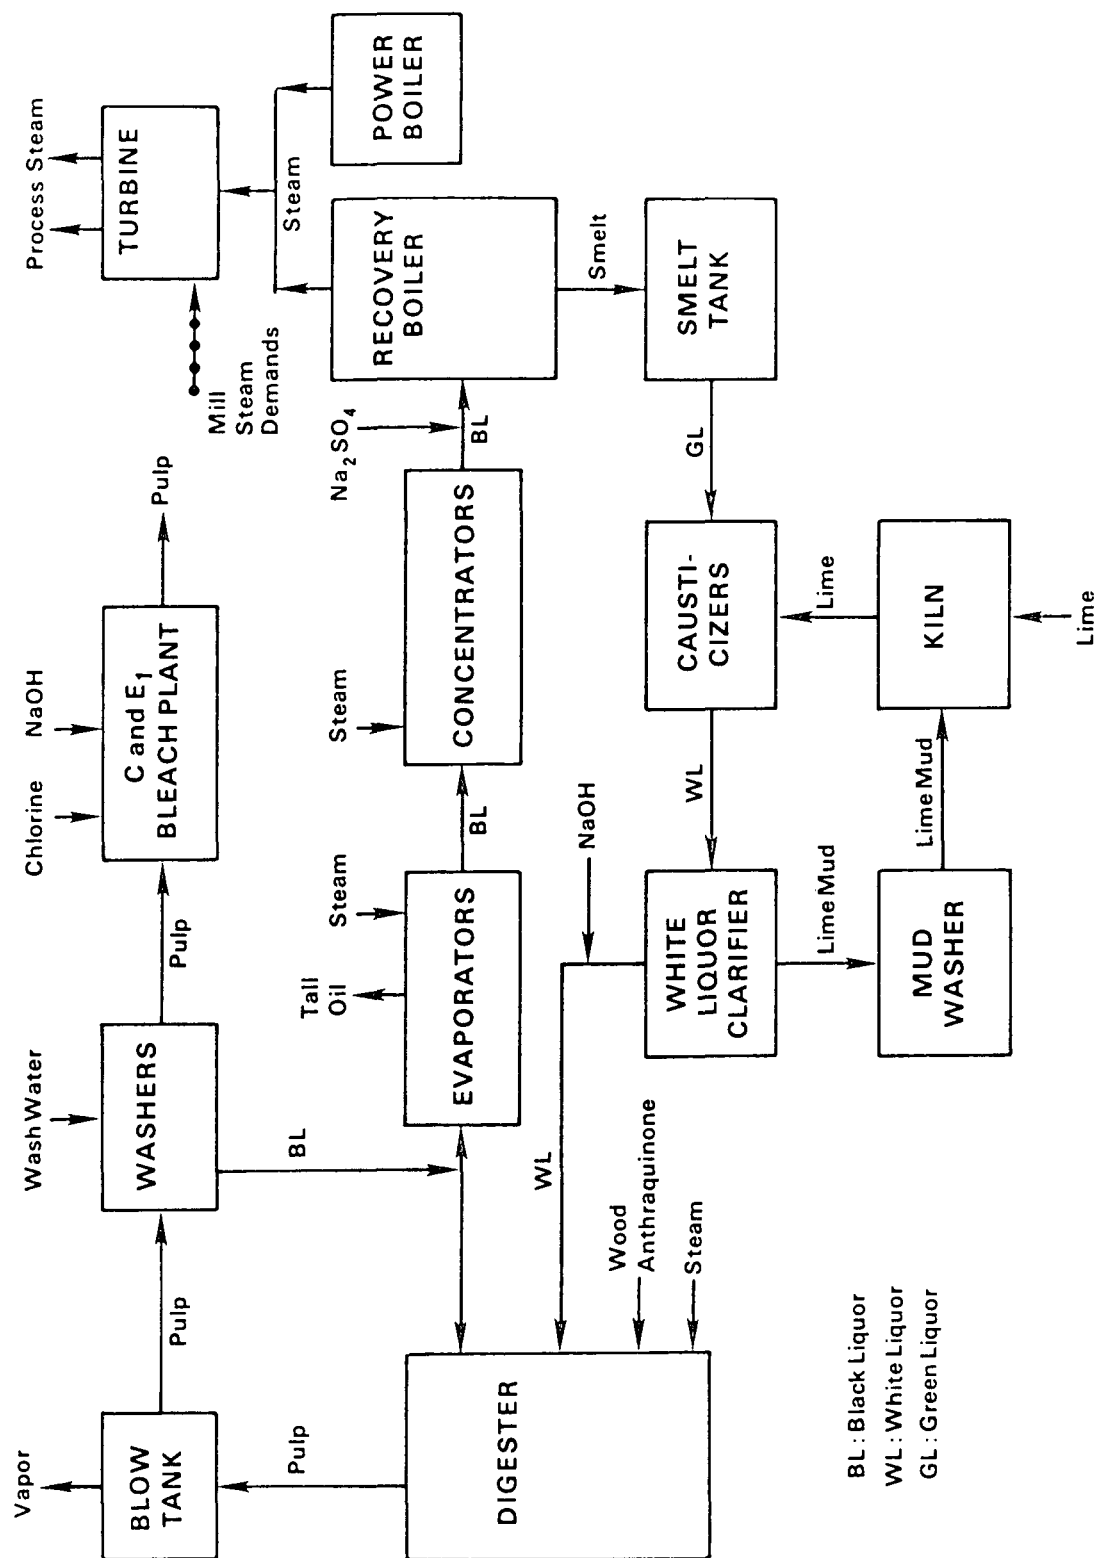 Vapor
BLOW
TANK
Pulp
Wash Water
WASHERS
Pulp
Chlorine
NaOH
C and E1
BLEACH PLANT
Pulp
Process Steam
TURBINE
Mill
Steam
Demands
Steam
POWER
BOILER
Pulp
BL
Tall
Oil
Steam
EVAPORATORS
BL
Steam
CONCENTRATORS
Na2SO4
BL
RECOVERY
BOILER
Smelt
DIGESTER
WL
Wood
Anthraquinone
Steam
NaOH
WHITE
LIQUOR
CLARIFIER
WL
CAUSTI-
CIZERS
GL
SMELT
TANK
Lime Mud
MUD
WASHER
Lime Mud
Lime
KILN
Lime
BL : Black Liquor
WL : White Liquor
GL : Green Liquor